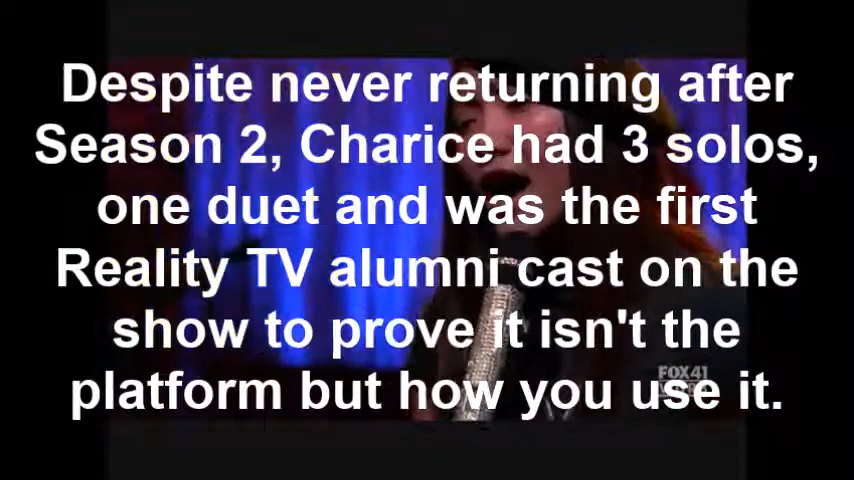 Despite never returning after
Season 2, Charice had 3 solos,
one duet and was the first
Reality TV alumni cast on the
show to prove it isn't the
platform but how you use it.
FOX41